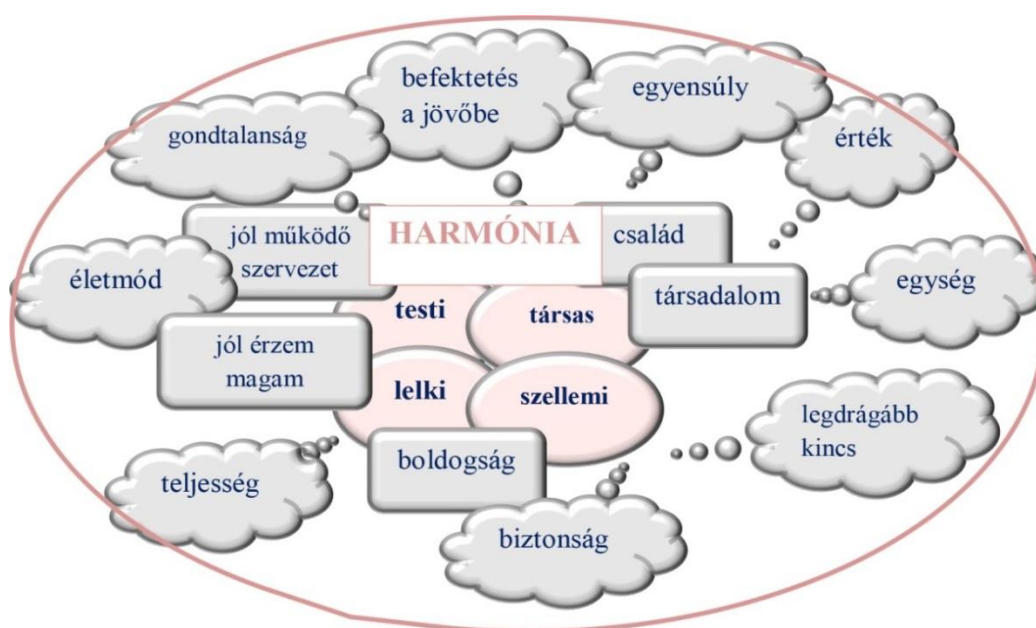 befektetés
a jövőbe
egyensúly
gondtalanság
érték
HARMÓNIA
jól működő
szervezet
család
életmód
társadalom
egység
testi
társas
jól érzem
magam
lelki
szellemi
legdrágább
kincs
boldogság
teljesség
biztonság